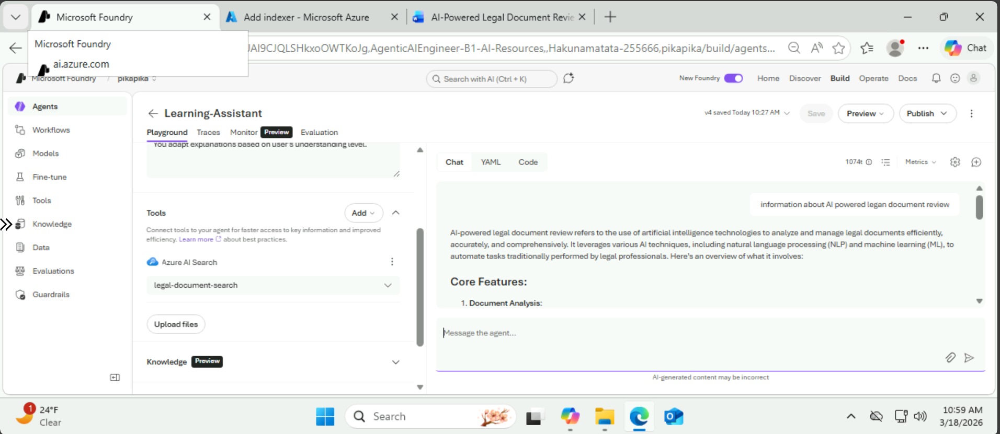 Microsoft Foundry
Add indexer - Microsoft Azure
AI-Powered Legal Document Revie
Microsoft Foundry
ai.azure.com
JAI9CJQLSHkxoOWTKoJg,AgenticAIEngineer-B1-AI-Resources,,Hakunamatata-255666,pikapika/build/agents...
Chat
Microsoft Foundry / pikapika
Search with AI (Ctrl + K)
New Foundry
Home
Discover
Build
Operate
Docs
Agents
Workflows
Models
Fine-tune
Tools
Knowledge
Data
Evaluations
Guardrails
Learning-Assistant
v4 saved Today 10:27 AM
Save
Preview
Publish
Playground
Traces
Monitor
Preview
Evaluation
You adapt explanations based on user's understanding level.
Tools
Add
Connect tools to your agent for faster access to key information and improved
efficiency. Learn more about best practices.
Azure AI Search
legal-document-search
Upload files
Knowledge
Preview
Chat
YAML
Code
1074t
Metrics
information about AI powered legan document review
AI-powered legal document review refers to the use of artificial intelligence technologies to analyze and manage legal documents efficiently,
accurately, and comprehensively. It leverages various AI techniques, including natural language processing (NLP) and machine learning (ML), to
automate tasks traditionally performed by legal professionals. Here's an overview of what it involves:
Core Features:
1. Document Analysis:
Message the agent...
AI-generated content may be incorrect
1
24°F
Clear
Search
10:59 AM
3/18/2026